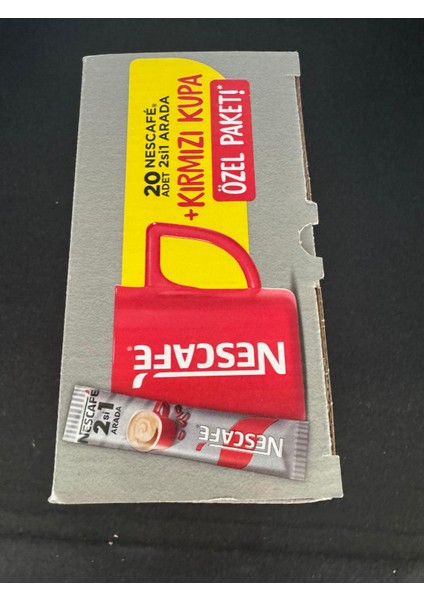 20 NESCAFÉ®
ADET 2si1 ARADA
+KIRMIZI KUPA
ÖZEL PAKET!*
NESCAFÉ®
NESCAFÉ
2si1
ARADA
NESCAFÉ